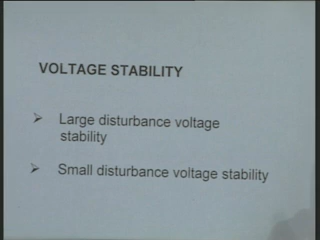 VOLTAGE STABILITY
➢ Large disturbance voltage
stability
➢ Small disturbance voltage stability